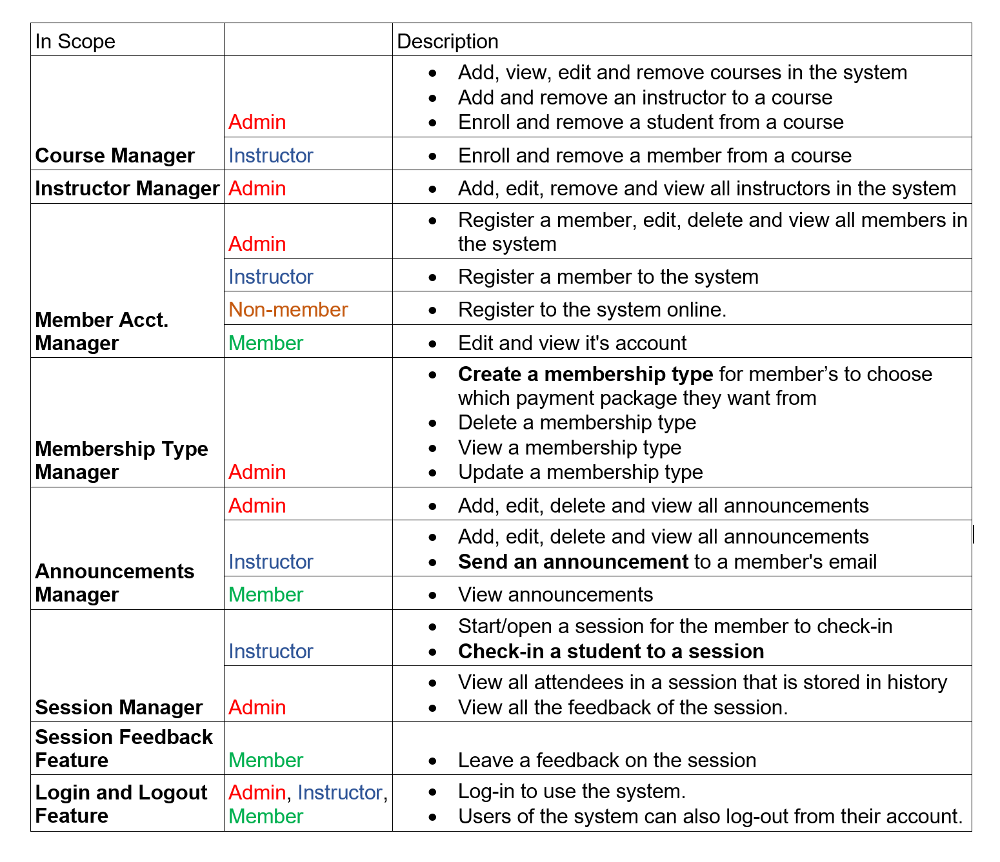 In Scope
Description
Course Manager
Admin
• Add, view, edit and remove courses in the system
• Add and remove an instructor to a course
• Enroll and remove a student from a course
Instructor
• Enroll and remove a member from a course
Instructor Manager
Admin
• Add, edit, remove and view all instructors in the system
Member Acct.
Manager
Admin
• Register a member, edit, delete and view all members in
the system
Instructor
• Register a member to the system
Non-member
• Register to the system online.
Member
• Edit and view it's account
Membership Type
Manager
Admin
• Create a membership type for member’s to choose
which payment package they want from
• Delete a membership type
• View a membership type
• Update a membership type
Announcements
Manager
Admin
• Add, edit, delete and view all announcements
Instructor
• Add, edit, delete and view all announcements
• Send an announcement to a member's email
Member
• View announcements
Session Manager
Instructor
• Start/open a session for the member to check-in
• Check-in a student to a session
Admin
• View all attendees in a session that is stored in history
• View all the feedback of the session.
Session Feedback
Feature
Member
• Leave a feedback on the session
Login and Logout
Feature
Admin, Instructor,
Member
• Log-in to use the system.
• Users of the system can also log-out from their account.